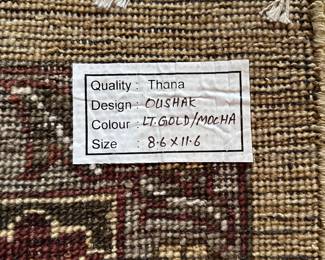 Quality : Thana
Design : OUSHAK
Colour : LT. GOLD/MOCHA
Size : 8.6 X 11.6